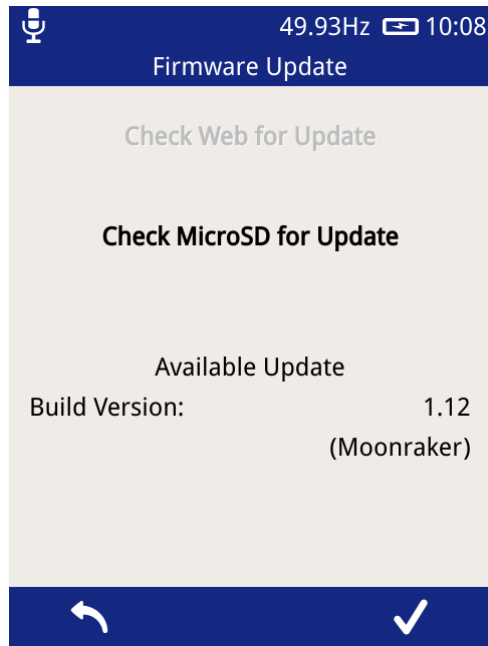 49.93Hz 10:08
Firmware Update
Check Web for Update
Check MicroSD for Update
Available Update
Build Version: 1.12
(Moonraker)